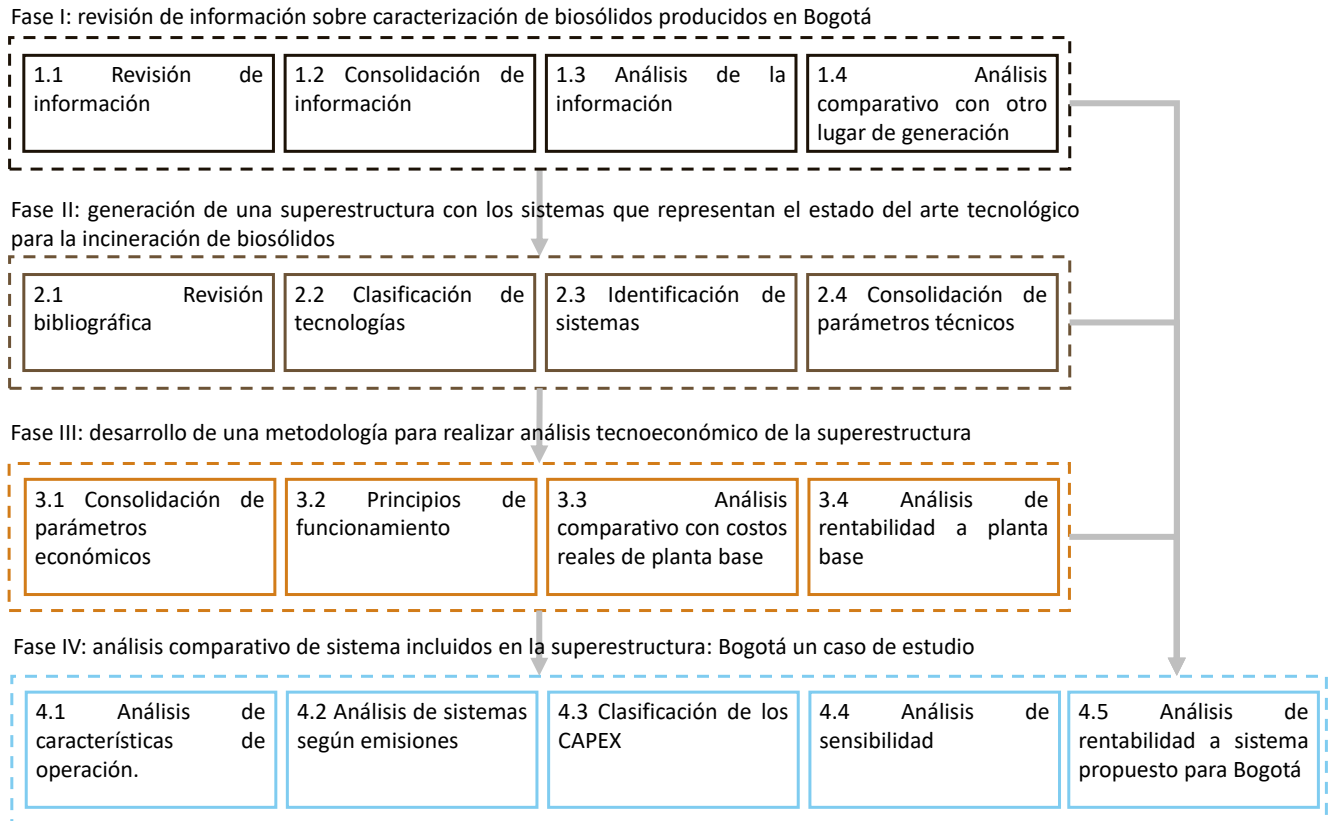 Fase I: revisión de información sobre caracterización de biosólidos producidos en Bogotá
1.1 Revisión de
información
1.2 Consolidación de
información
1.3 Análisis de la
información
1.4 Análisis
comparativo con otro
lugar de generación
Fase II: generación de una superestructura con los sistemas que representan el estado del arte tecnológico
para la incineración de biosólidos
2.1 Revisión
bibliográfica
2.2 Clasificación de
tecnologías
2.3 Identificación de
sistemas
2.4 Consolidación de
parámetros técnicos
Fase III: desarrollo de una metodología para realizar análisis tecnoeconómico de la superestructura
3.1 Consolidación de
parámetros
económicos
3.2 Principios de
funcionamiento
3.3 Análisis
comparativo con costos
reales de planta base
3.4 Análisis de
rentabilidad a planta
base
Fase IV: análisis comparativo de sistema incluidos en la superestructura: Bogotá un caso de estudio
4.1 Análisis de
características de
operación.
4.2 Análisis de sistemas
según emisiones
4.3 Clasificación de los
CAPEX
4.4 Análisis de
sensibilidad
4.5 Análisis de
rentabilidad a sistema
propuesto para Bogotá